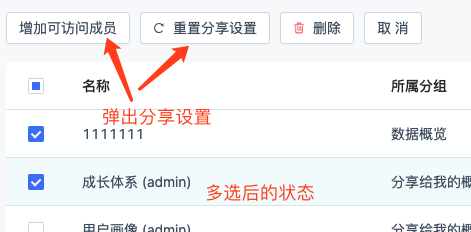 增加可访问成员 重置分享设置 删除 取 消
名称 所属分组
弹出分享设置
1111111 数据概览
成长体系 (admin) 分享给我的概
多选后的状态
用户画像 (admin) 分享给我的概